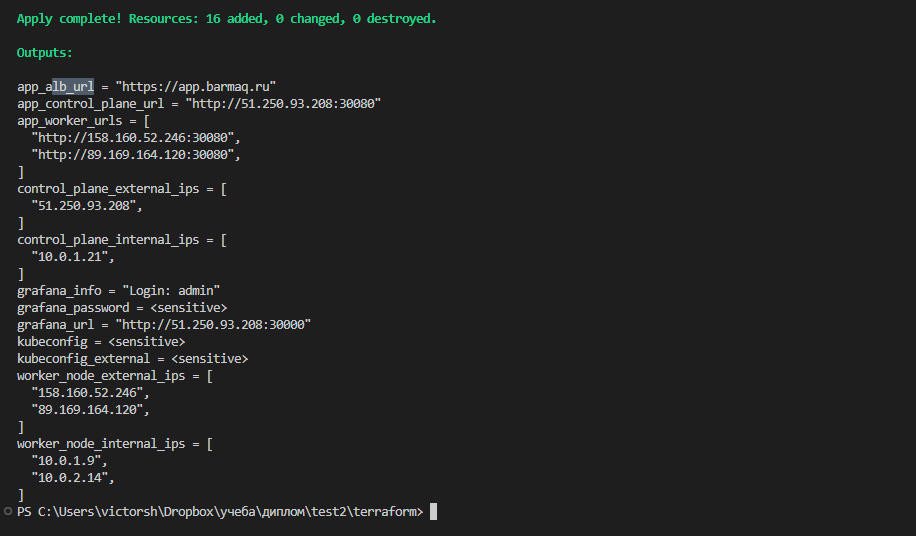 Apply complete! Resources: 16 added, 0 changed, 0 destroyed.
Outputs:
app_alb_url = "https://app.barmaq.ru"
app_control_plane_url = "http://51.250.93.208:30080"
app_worker_urls = [
  "http://158.160.52.246:30080",
  "http://89.169.164.120:30080",
]
control_plane_external_ips = [
  "51.250.93.208",
]
control_plane_internal_ips = [
  "10.0.1.21",
]
grafana_info = "Login: admin"
grafana_password = <sensitive>
grafana_url = "http://51.250.93.208:30000"
kubeconfig = <sensitive>
kubeconfig_external = <sensitive>
worker_node_external_ips = [
  "158.160.52.246",
  "89.169.164.120",
]
worker_node_internal_ips = [
  "10.0.1.9",
  "10.0.2.14",
]
PS C:\Users\victorsh\Dropbox\учеба\диплом\test2\terraform>